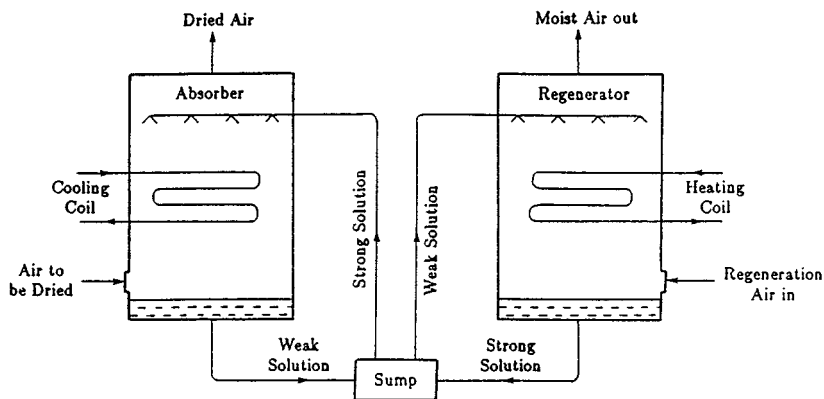 Dried Air
Moist Air out
Absorber
Regenerator
Cooling
Coil
Strong Solution
Weak Solution
Heating
Coil
Air to
be Dried
Regeneration
Air in
Weak
Solution
Strong
Solution
Sump